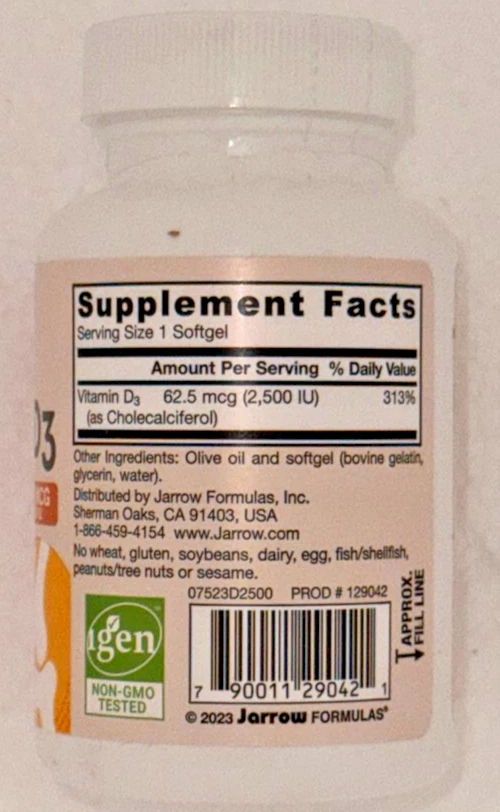 Supplement Facts
Serving Size 1 Softgel
Amount Per Serving % Daily Value
Vitamin D3 62.5 mcg (2,500 IU) 313%
(as Cholecalciferol)
Other Ingredients: Olive oil and softgel (bovine gelatin,
glycerin, water).
Distributed by Jarrow Formulas, Inc.
Sherman Oaks, CA 91403, USA
1-866-459-4154 www.Jarrow.com
No wheat, gluten, soybeans, dairy, egg, fish/shellfish,
peanuts/tree nuts or sesame.
07523D2500 PROD # 129042
APPROX.
FILL LINE
igen™
NON-GMO
TESTED
7 90011 29042 1
© 2023 Jarrow FORMULAS®
D3
MCG